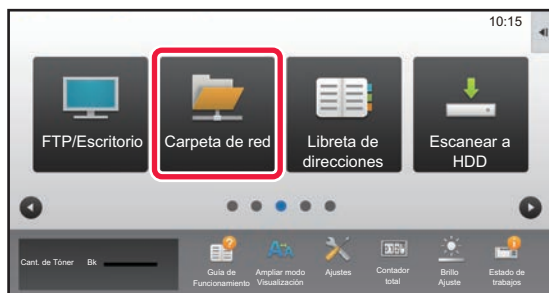 10:15
FTP/Escritorio
Carpeta de red
Libreta de
direcciones
Escanear a
HDD
Cant. de Tóner Bk
Guía de
Funcionamiento
Ampliar modo
Visualización
Ajustes
Contador
total
Brillo
Ajuste
Estado de
trabajos